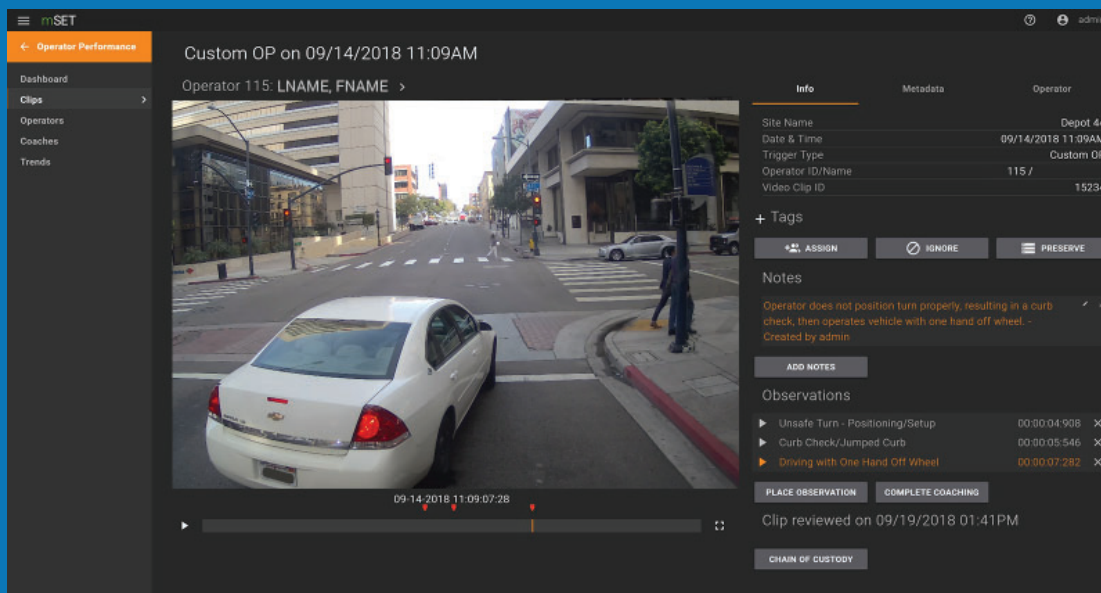 mSET
admin
Operator Performance
Dashboard
Clips
Operators
Coaches
Trends
Custom OP on 09/14/2018 11:09AM
Operator 115: LNAME, FNAME
09-14-2018 11:09:07:28
Info Metadata Operator
Site Name Depot
Date & Time 09/14/2018 11:09AM
Trigger Type Custom OP
Operator ID/Name 115 /
Video Clip ID 15234
+ Tags
ASSIGN IGNORE PRESERVE
Notes
Operator does not position turn properly, resulting in a curb
check, then operates vehicle with one hand off wheel. -
Created by admin
ADD NOTES
Observations
Unsafe Turn - Positioning/Setup 00:00:04:908
Curb Check/Jumped Curb 00:00:05:546
Driving with One Hand Off Wheel 00:00:07:282
PLACE OBSERVATION COMPLETE COACHING
Clip reviewed on 09/19/2018 01:41PM
CHAIN OF CUSTODY